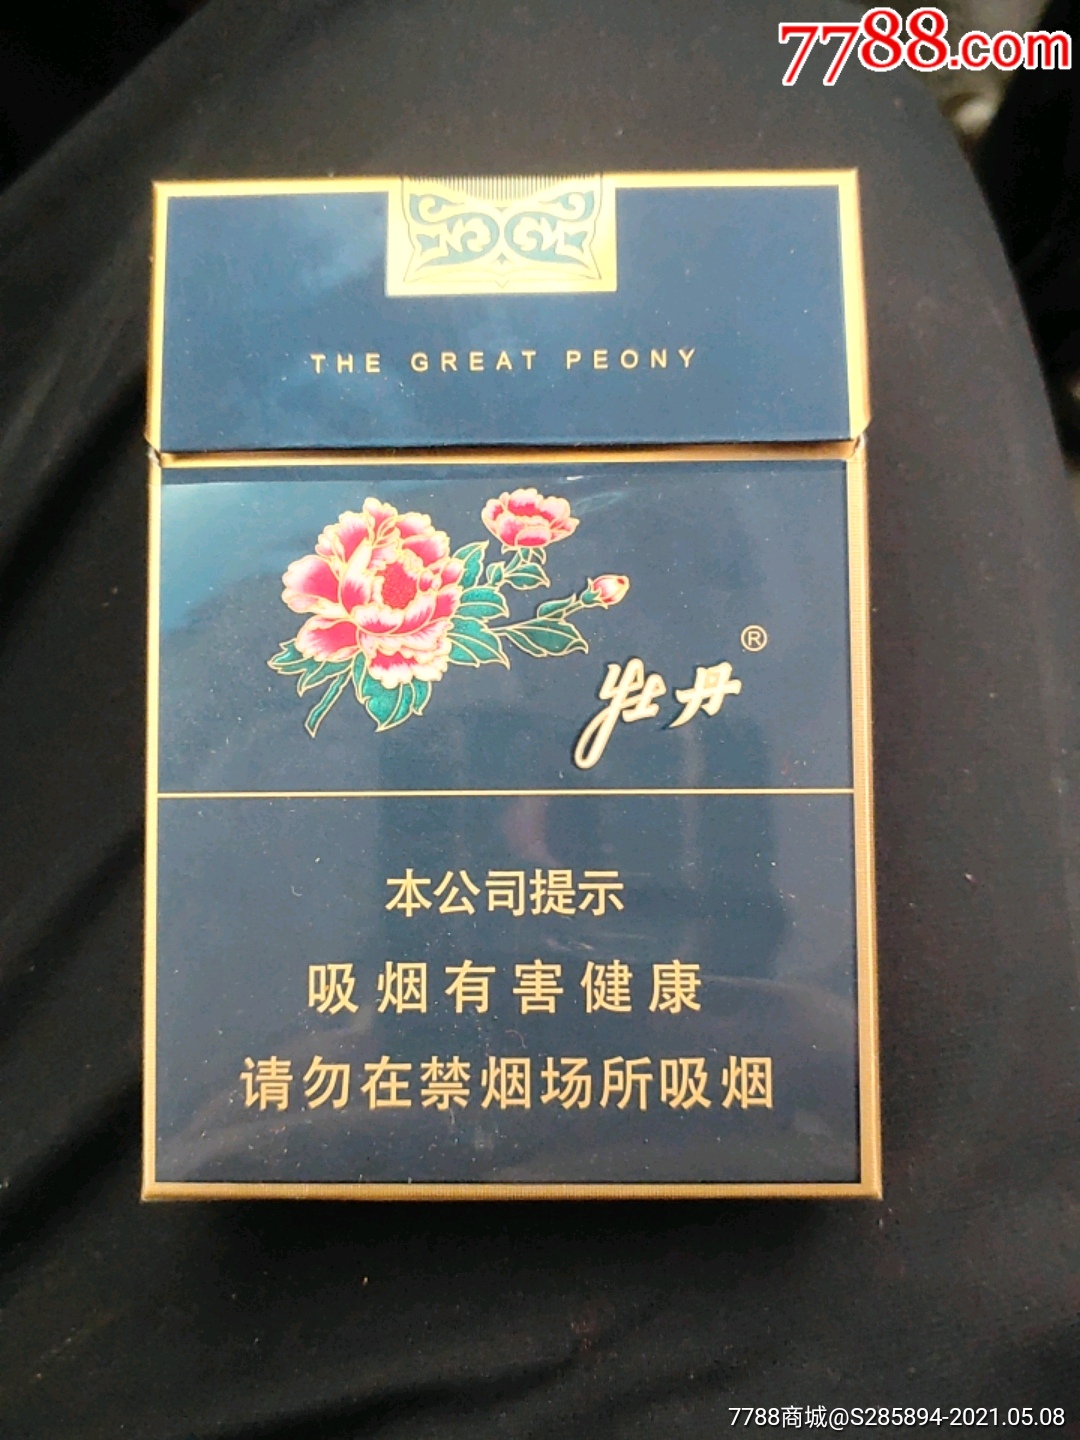 7788.com
THE GREAT PEONY
®
牡丹
本公司提示
吸烟有害健康
请勿在禁烟场所吸烟
7788商城@S285894-2021.05.08